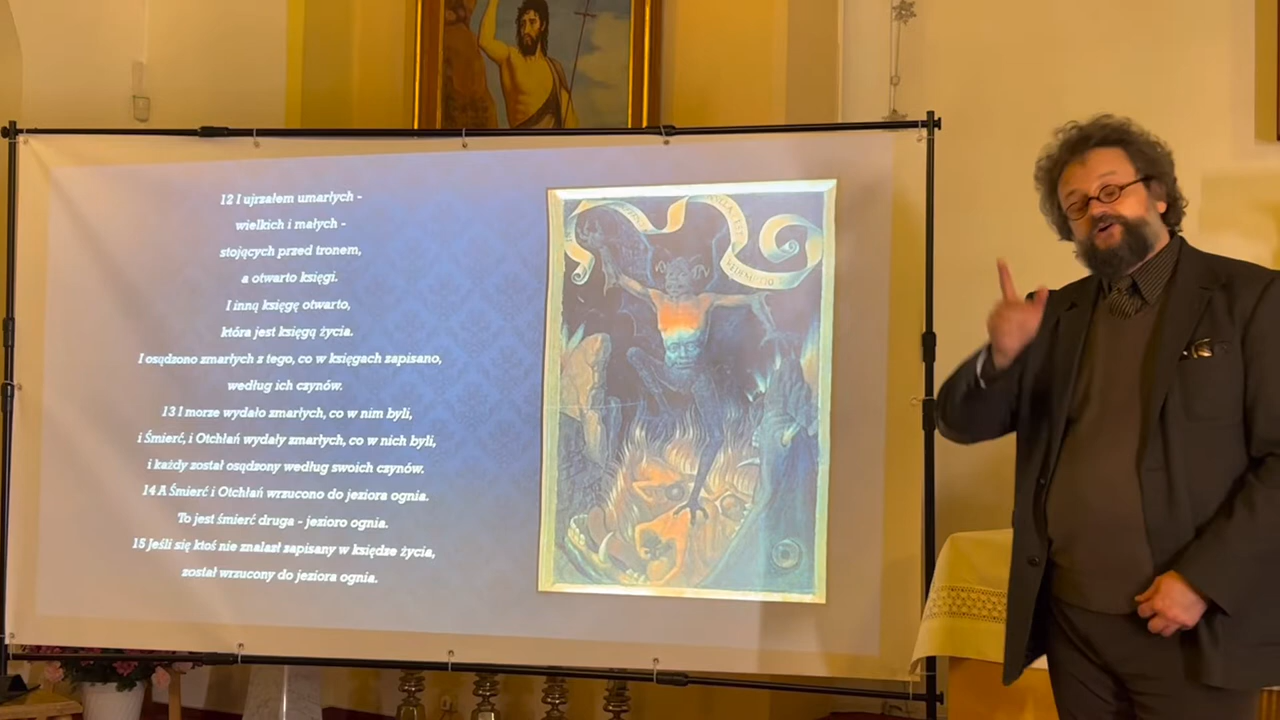 12 I ujrzałem umarłych -
wielkich i małych -
stojących przed tronem,
a otwarto księgi.
I inną księgę otwarto,
która jest księgą życia.
I osądzono zmarłych z tego, co w księgach zapisano,
według ich czynów.
13 I morze wydało zmarłych, co w nim byli,
i Śmierć, i Otchłań wydały zmarłych, co w nich byli,
i każdy został osądzony według swoich czynów.
14 A Śmierć i Otchłań wrzucono do jeziora ognia.
To jest śmierć druga - jezioro ognia.
15 Jeśli się ktoś nie znalazł zapisany w księdze życia,
został wrzucony do jeziora ognia.